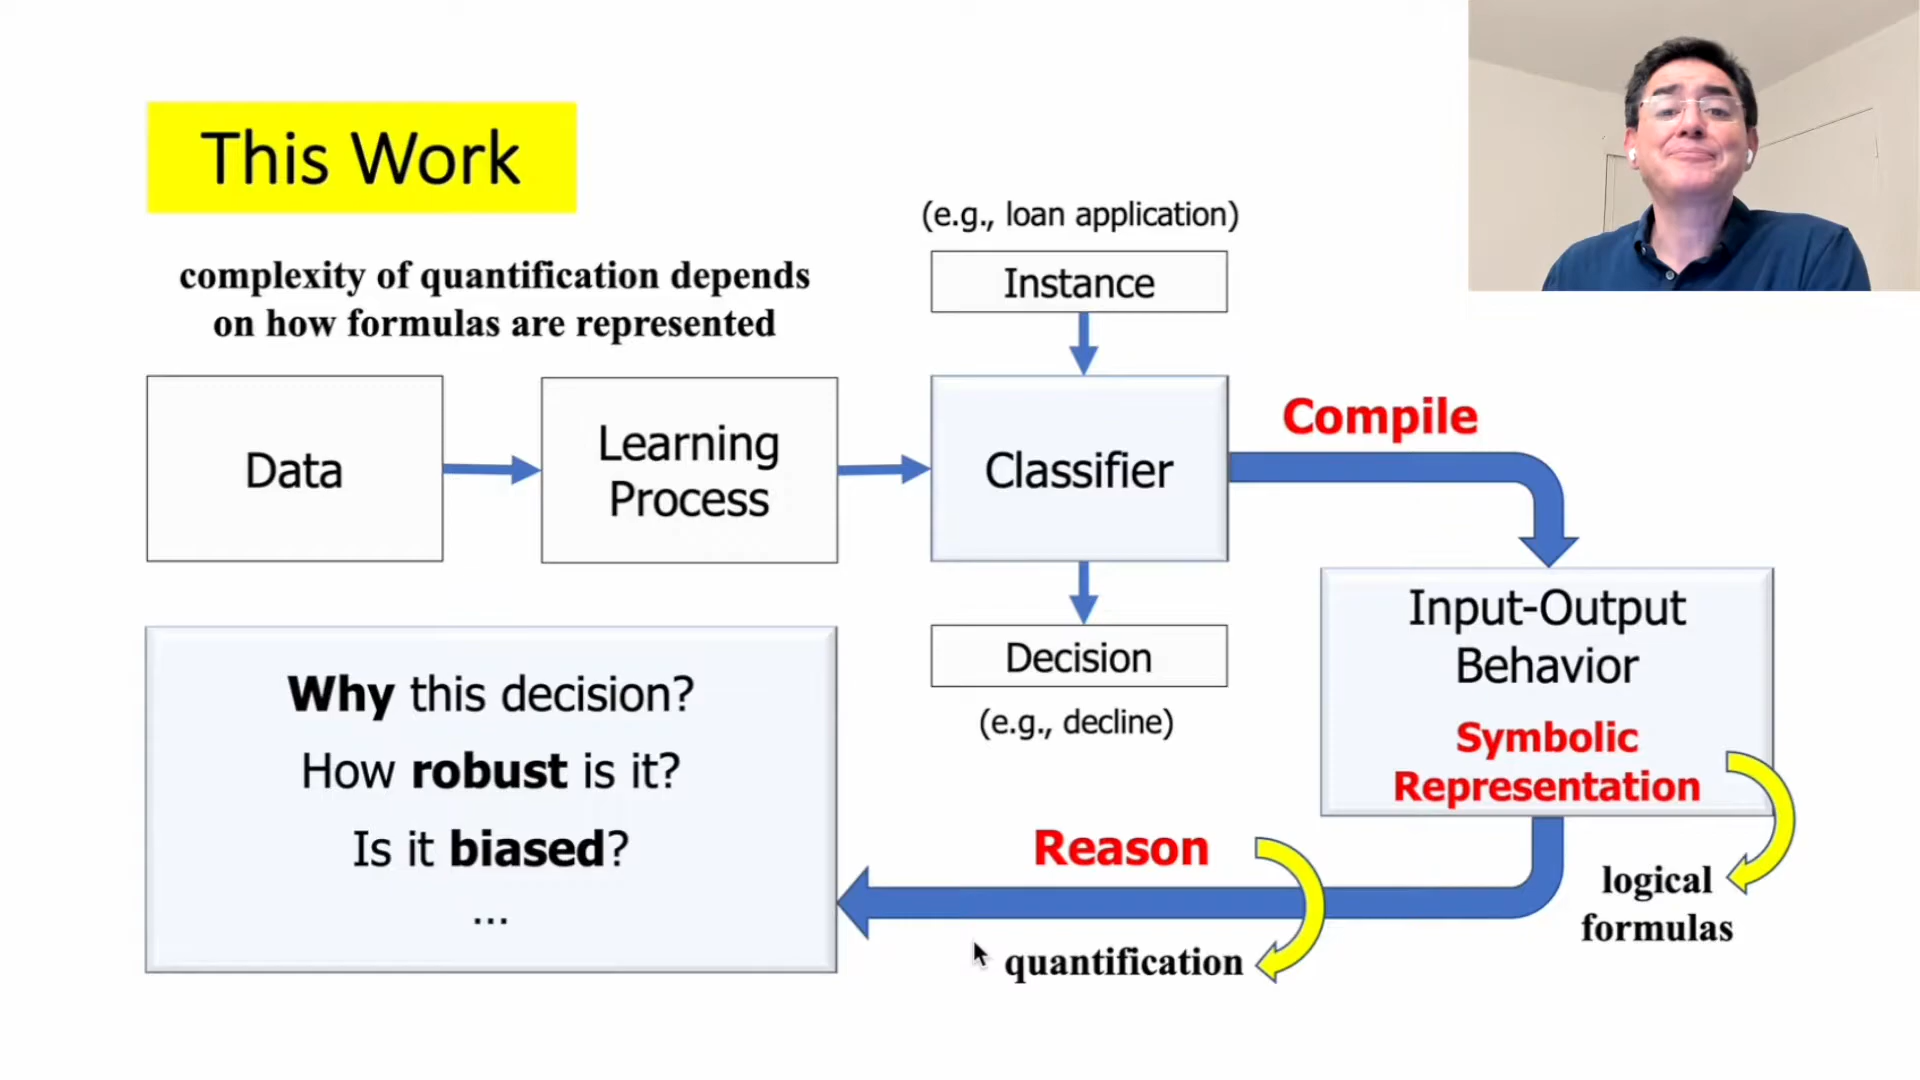 This Work
complexity of quantification depends
on how formulas are represented
(e.g., loan application)
Instance
Data
Learning
Process
Classifier
Compile
Decision
(e.g., decline)
Input-Output
Behavior
Symbolic
Representation
logical
formulas
Reason
quantification
Why this decision?
How robust is it?
Is it biased?
...